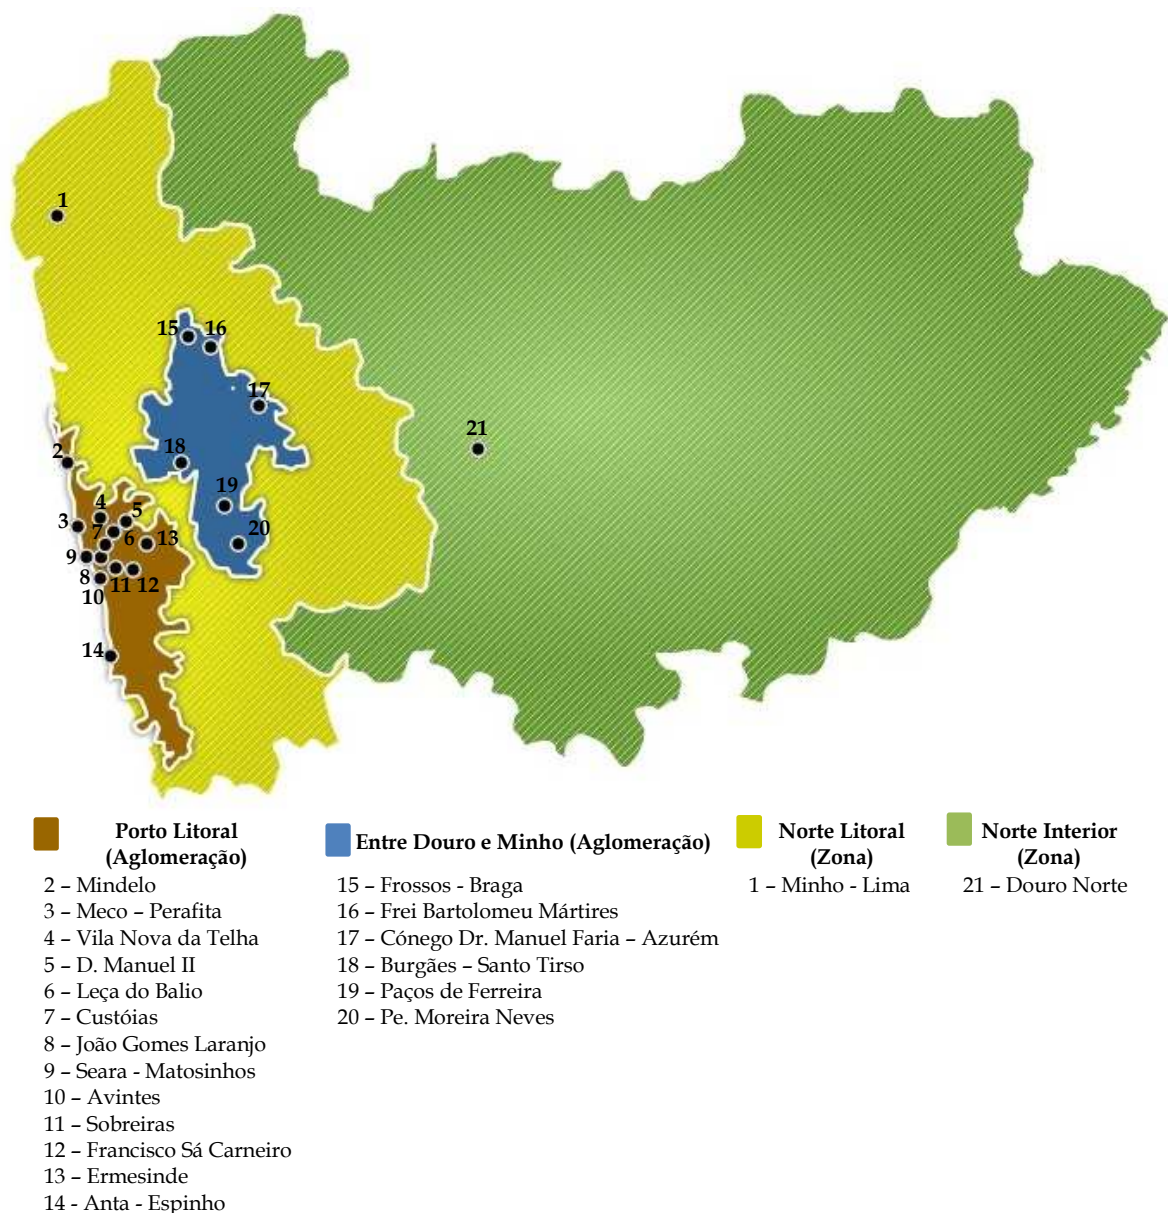 1
15
16
17
21
2
18
19
4
5
3
7
6
13
20
9
8
11
12
10
14
Porto Litoral
(Aglomeração)
2 – Mindelo
3 – Meco – Perafita
4 – Vila Nova da Telha
5 – D. Manuel II
6 – Leça do Balio
7 – Custóias
8 – João Gomes Laranjo
9 – Seara - Matosinhos
10 – Avintes
11 – Sobreiras
12 – Francisco Sá Carneiro
13 – Ermesinde
14 - Anta - Espinho
Entre Douro e Minho (Aglomeração)
15 – Frossos - Braga
16 – Frei Bartolomeu Mártires
17 – Cónego Dr. Manuel Faria – Azurém
18 – Burgães – Santo Tirso
19 – Paços de Ferreira
20 – Pe. Moreira Neves
Norte Litoral
(Zona)
1 – Minho - Lima
Norte Interior
(Zona)
21 – Douro Norte